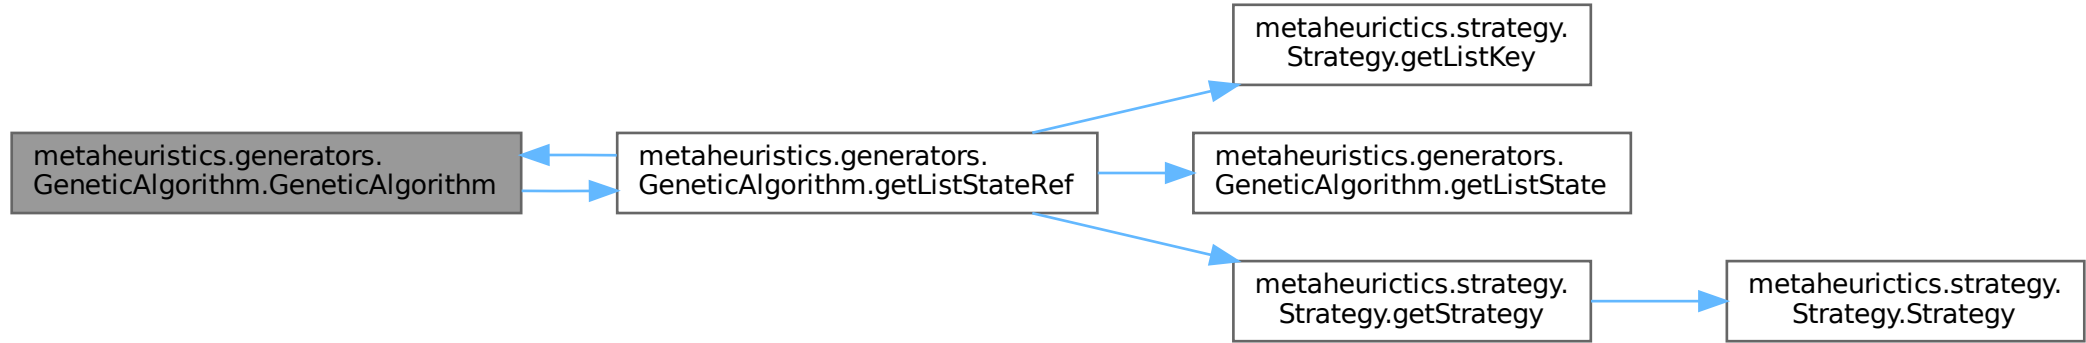 metaheurictics.strategy.
Strategy.getListKey
metaheuristics.generators.
GeneticAlgorithm.GeneticAlgorithm
metaheuristics.generators.
GeneticAlgorithm.getListStateRef
metaheuristics.generators.
GeneticAlgorithm.getListState
metaheurictics.strategy.
Strategy.getStrategy
metaheurictics.strategy.
Strategy.Strategy